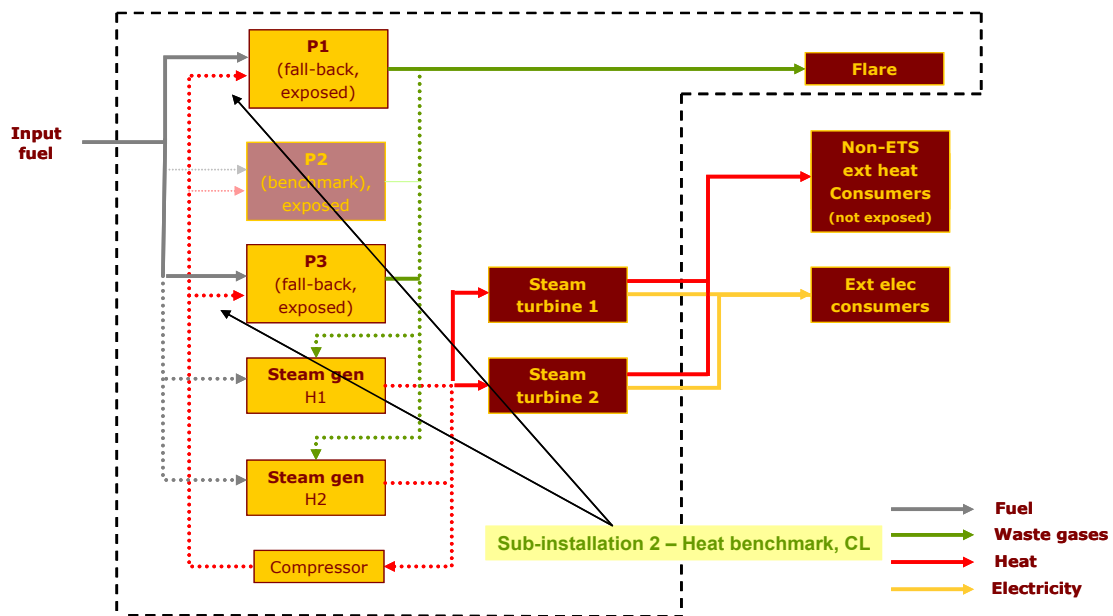 P1
(fall-back,
exposed)
Flare
Input
fuel
P2
(benchmark),
exposed
Non-ETS
ext heat
Consumers
(not exposed)
P3
(fall-back,
exposed)
Steam
turbine 1
Ext elec
consumers
Steam gen
H1
Steam
turbine 2
Steam gen
H2
Sub-installation 2 – Heat benchmark, CL
Compressor
Fuel
Waste gases
Heat
Electricity